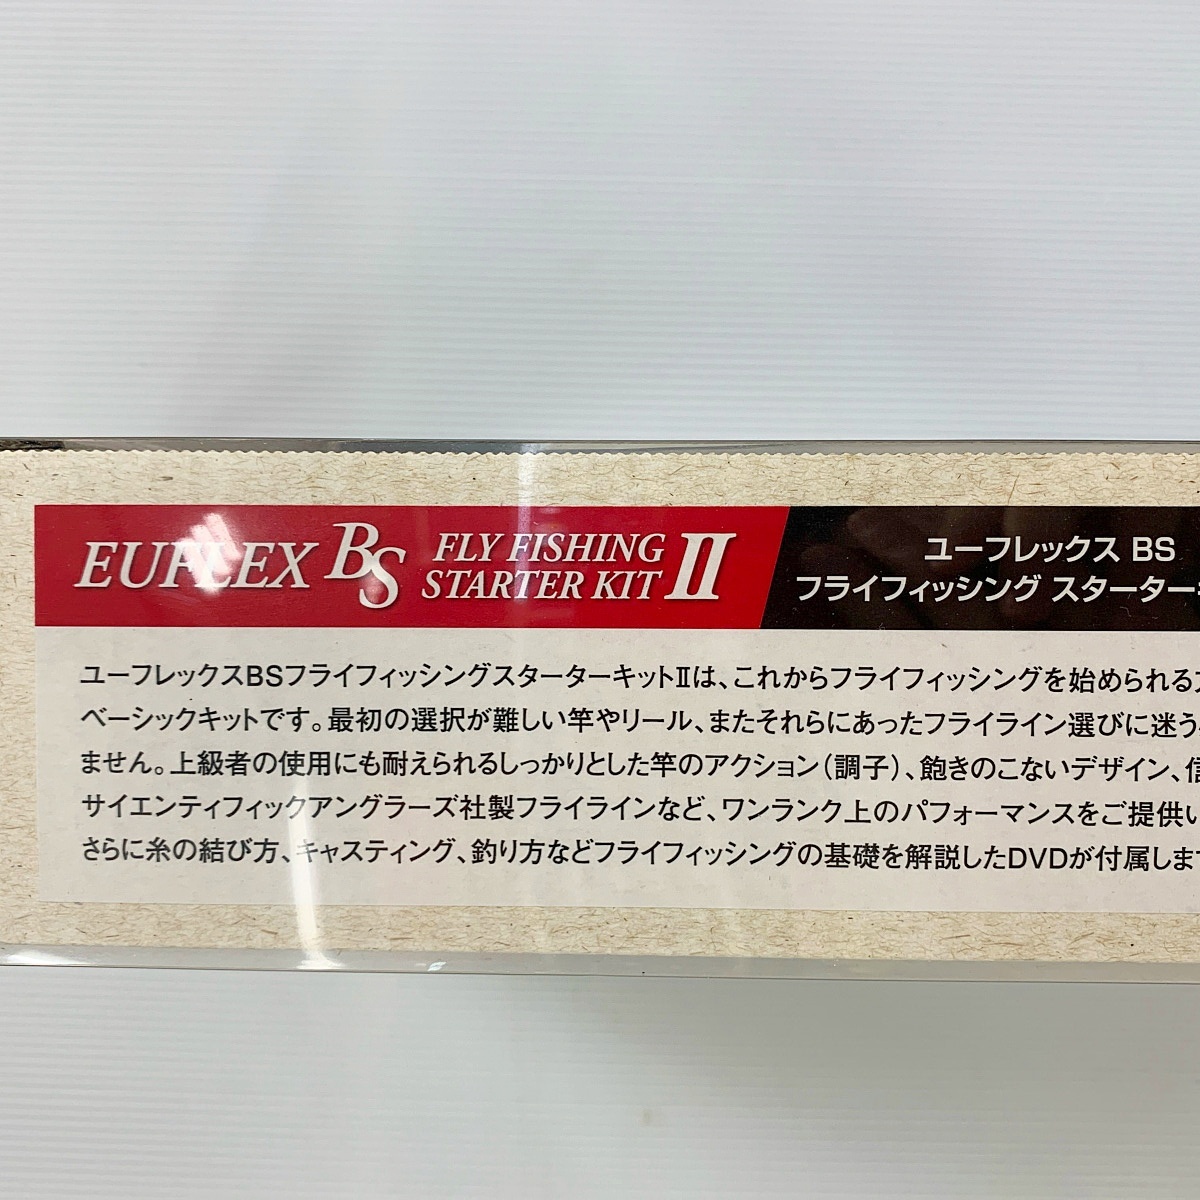 EUFLEX BS FLY FISHING STARTER KIT II
ユーフレックス BS
フライフィッシング スターター
ユーフレックスBSフライフィッシングスターターキットⅡは、これからフライフィッシングを始められる
ベーシックキットです。最初の選択が難しい竿やリール、またそれらにあったフライライン選びに迷う
ません。上級者の使用にも耐えられるしっかりとした竿のアクション(調子)、飽きのこないデザイン、
サイエンティフィックアングラーズ社製フライラインなど、ワンランク上のパフォーマンスをご提供い
さらに糸の結び方、キャスティング、釣り方などフライフィッシングの基礎を解説したDVDが付属しま